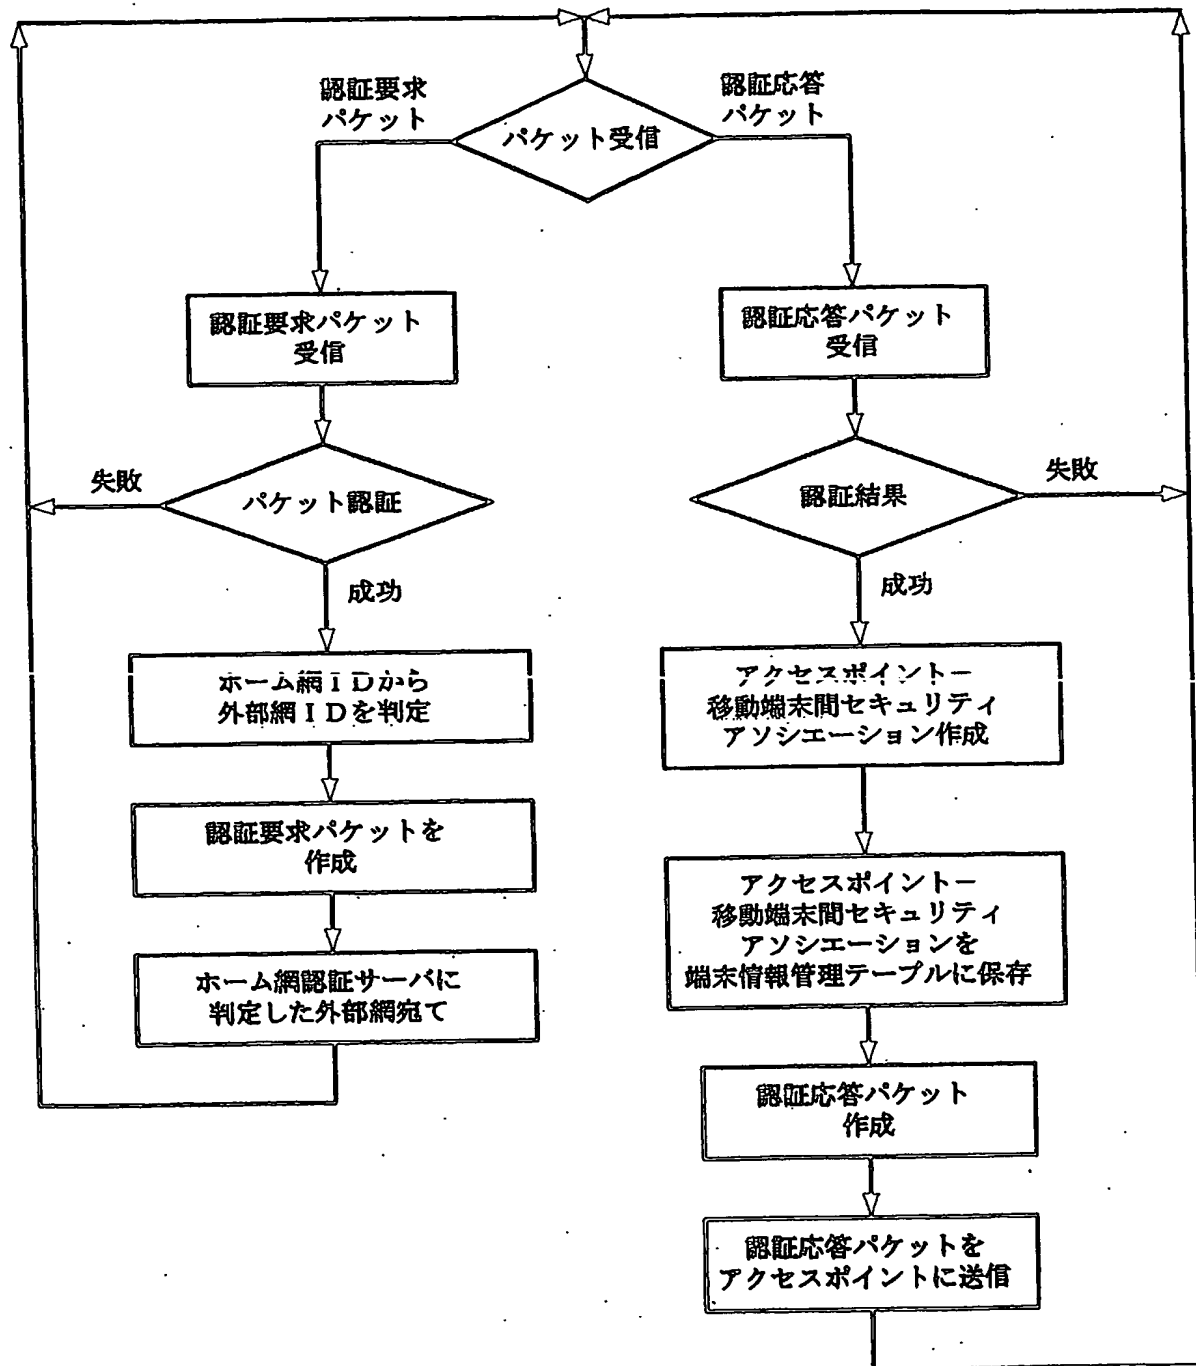 認証要求
パケット
認証応答
パケット
パケット受信
認証要求パケット
受信
認証応答パケット
受信
失敗
パケット認証
認証結果
失敗
成功
成功
ホーム網IDから
外部網IDを判定
アクセスポイントー
移動端末間セキュリティ
アソシエーション作成
認証要求パケットを
作成
アクセスポイントー
移動端末間セキュリティ
アソシエーションを
端末情報管理テーブルに保存
ホーム網認証サーバに
判定した外部網宛て
認証応答パケット
作成
認証応答パケットを
アクセスポイントに送信